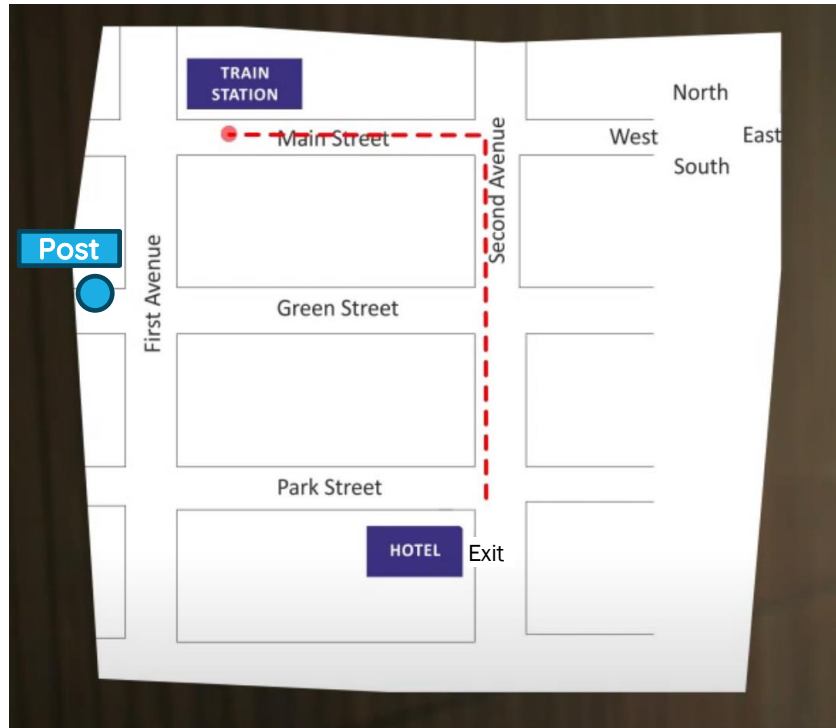 TRAIN
STATION
North
Main Street
West
East
South
Second Avenue
Post
First Avenue
Green Street
Park Street
HOTEL
Exit